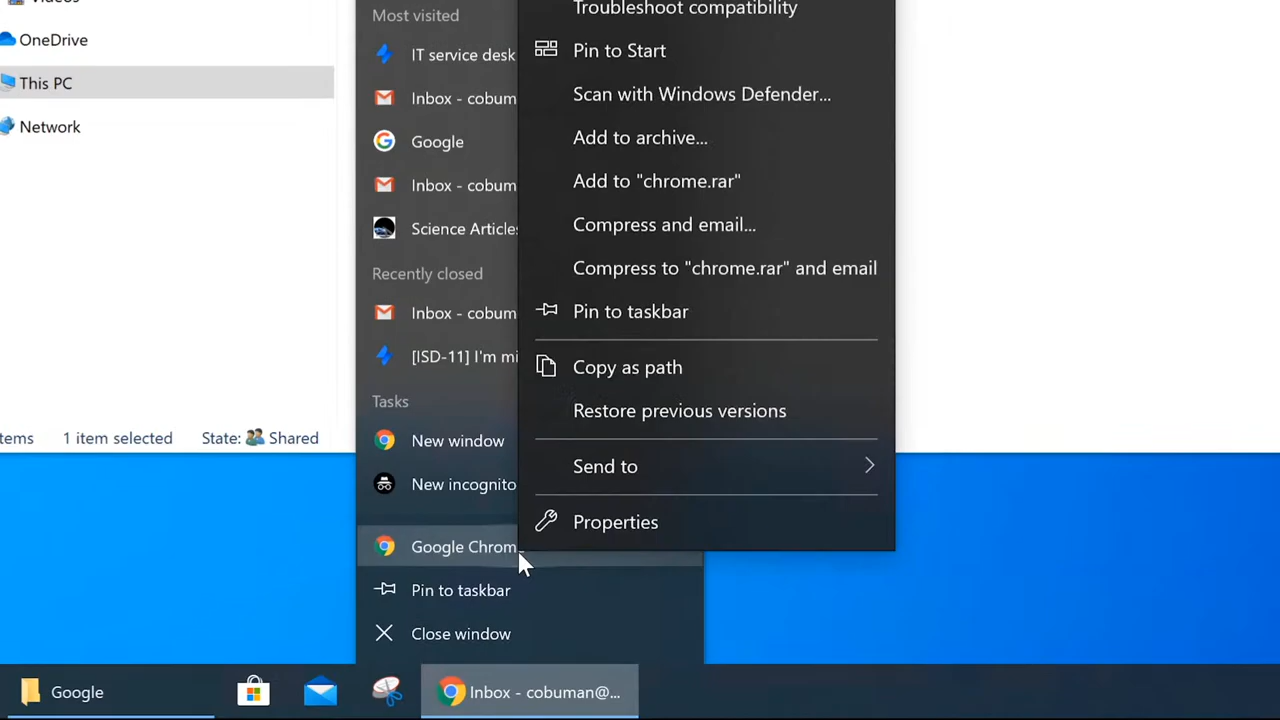 Videos
OneDrive
This PC
Network
1 item selected
State:
Shared
Most visited
IT service desk
Inbox - cobum
Google
Inbox - cobum
Science Articles
Recently closed
Inbox - cobum
[ISD-11] I'm mi
Tasks
New window
New incognito
Google Chrome
Pin to taskbar
Close window
Troubleshoot compatibility
Pin to Start
Scan with Windows Defender...
Add to archive...
Add to "chrome.rar"
Compress and email...
Compress to "chrome.rar" and email
Pin to taskbar
Copy as path
Restore previous versions
Send to
Properties
Google
Inbox - cobuman@...